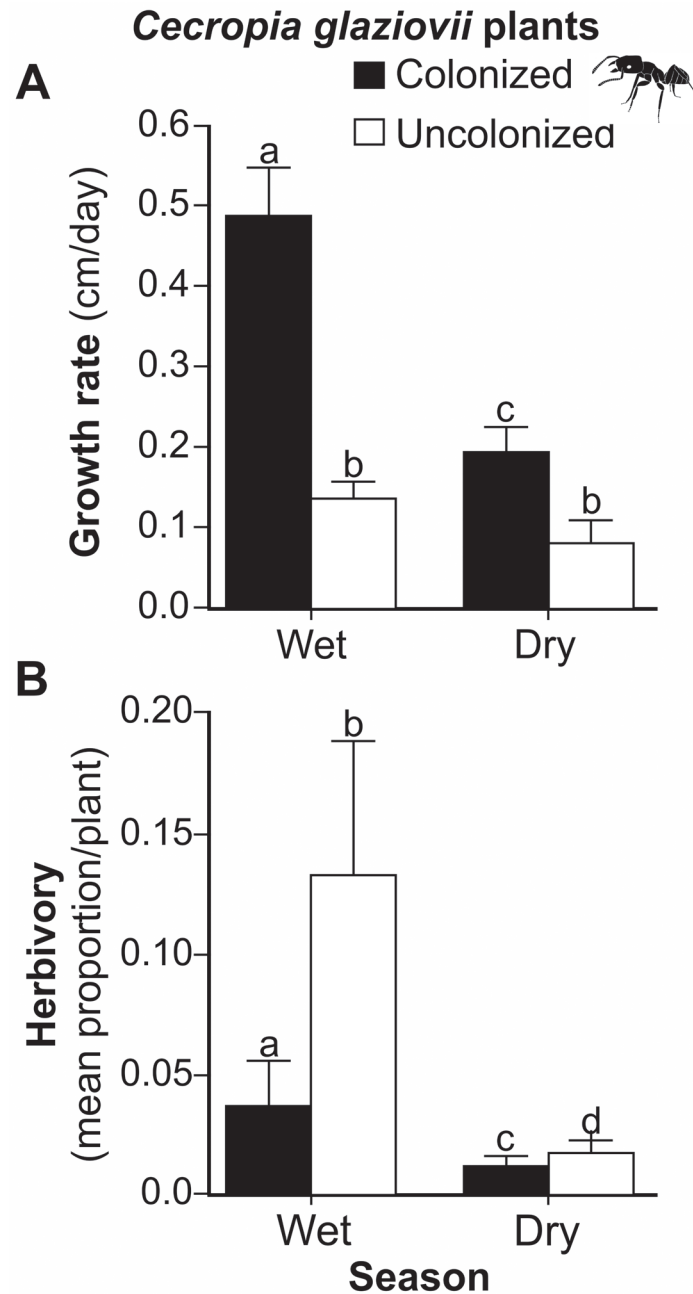 Cecropia glaziovii plants
A
Colonized
Uncolonized
Growth rate (cm/day)
0.6
0.5
0.4
0.3
0.2
0.1
0.0
a
b
c
b
Wet
Dry
B
Herbivory
(mean proportion/plant)
0.20
0.15
0.10
0.05
0.0
a
b
c
d
Wet
Dry
Season